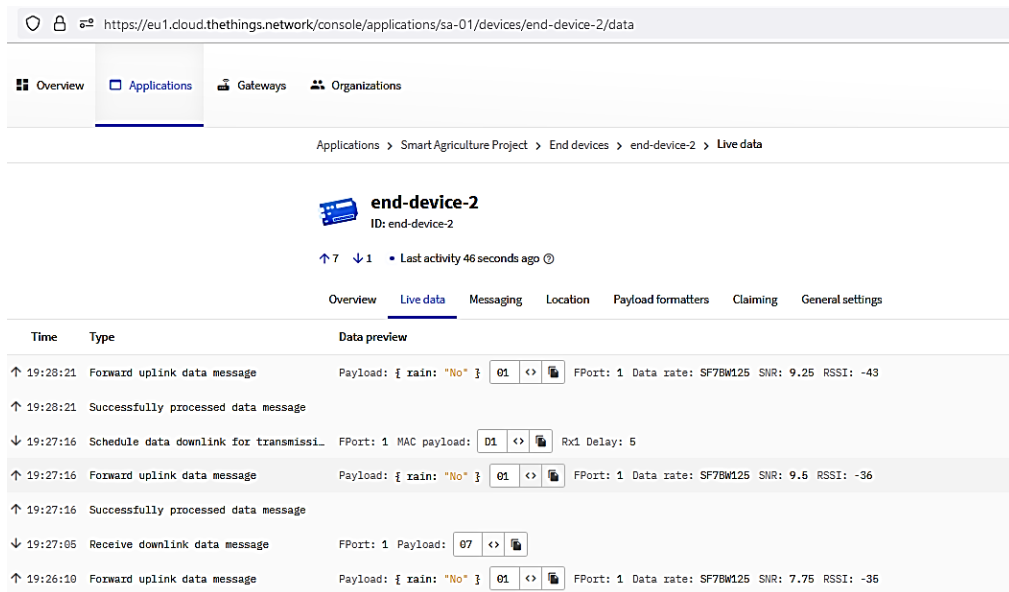 https://eu1.cloud.thethings.network/console/applications/sa-01/devices/end-device-2/data
Overview Applications Gateways Organizations
Applications > Smart Agriculture Project > End devices > end-device-2 > Live data
end-device-2
ID: end-device-2
↑ 7 ↓ 1 • Last activity 46 seconds ago ?
Overview Live data Messaging Location Payload formatters Claiming General settings
Time Type Data preview
↑ 19:28:21 Forward uplink data message Payload: { rain: "No" } 01 <> FPort: 1 Data rate: SF7BW125 SNR: 9.25 RSSI: -43
↑ 19:28:21 Successfully processed data message
↓ 19:27:16 Schedule data downlink for transmissi… FPort: 1 MAC payload: D1 <> Rx1 Delay: 5
↑ 19:27:16 Forward uplink data message Payload: { rain: "No" } 01 <> FPort: 1 Data rate: SF7BW125 SNR: 9.5 RSSI: -36
↑ 19:27:16 Successfully processed data message
↓ 19:27:05 Receive downlink data message FPort: 1 Payload: 07 <>
↑ 19:26:10 Forward uplink data message Payload: { rain: "No" } 01 <> FPort: 1 Data rate: SF7BW125 SNR: 7.75 RSSI: -35